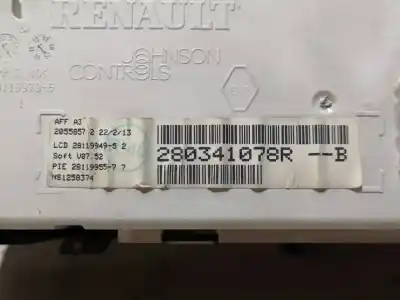 RENAULT
JOHNSON
CONTROLS
AFF A3
2055857 2 22/2/13
LCD 28119949-5 2
Soft V07.52
PIE 28119955-7 7
NS1258374
280341078R --B